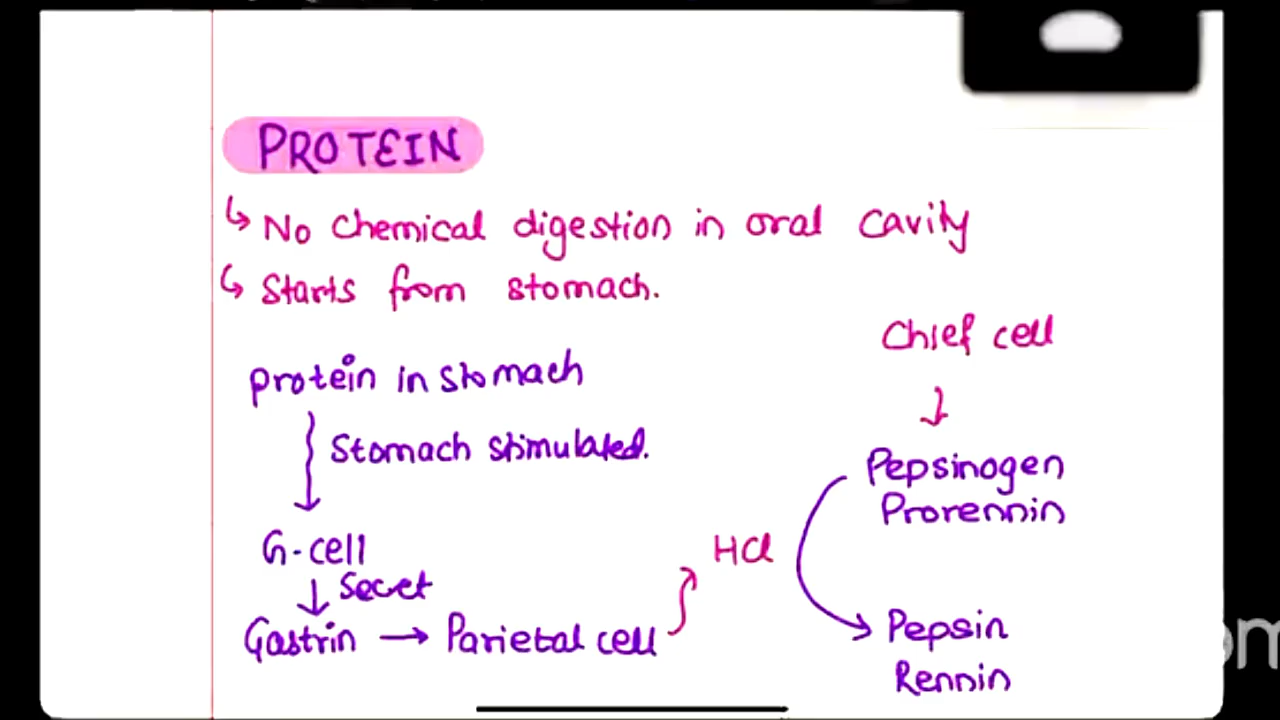 PROTEIN
↳ No chemical digestion in oral cavity
↳ Starts from stomach.
Protein in stomach
Stomach stimulated.
G-cell
↓ Secret
Gastrin → Parietal cell
HCl
Chief cell
↓
Pepsinogen
Prorennin
Pepsin
Rennin
om